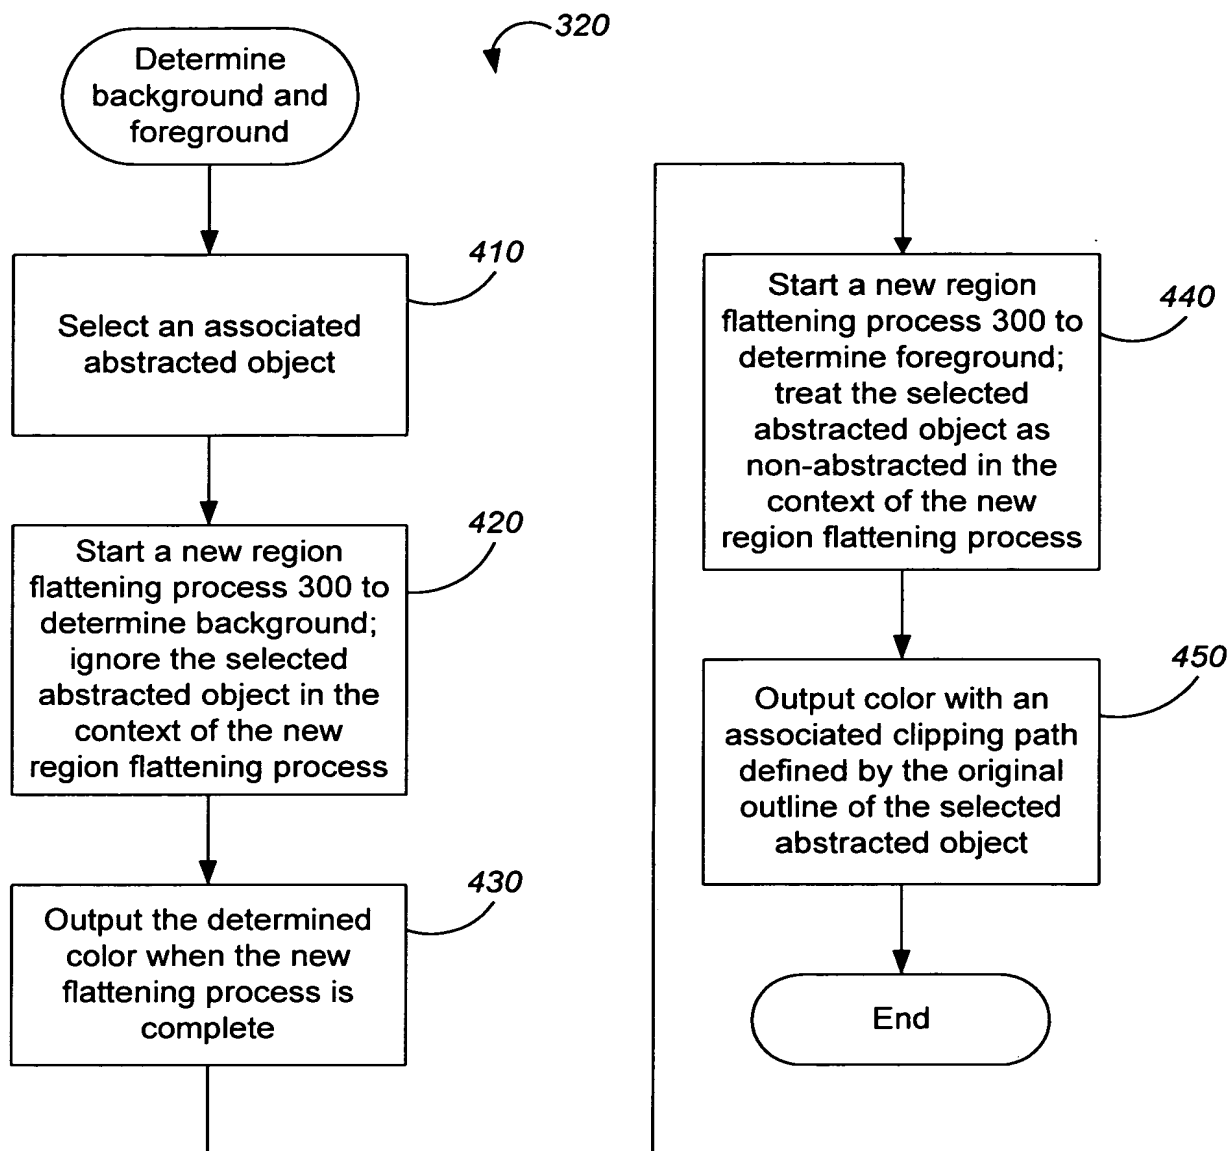 320
Determine
background and
foreground
410
Select an associated
abstracted object
420
Start a new region
flattening process 300 to
determine background;
ignore the selected
abstracted object in the
context of the new
region flattening process
430
Output the determined
color when the new
flattening process is
complete
440
Start a new region
flattening process 300 to
determine foreground;
treat the selected
abstracted object as
non-abstracted in the
context of the new
region flattening process
450
Output color with an
associated clipping path
defined by the original
outline of the selected
abstracted object
End